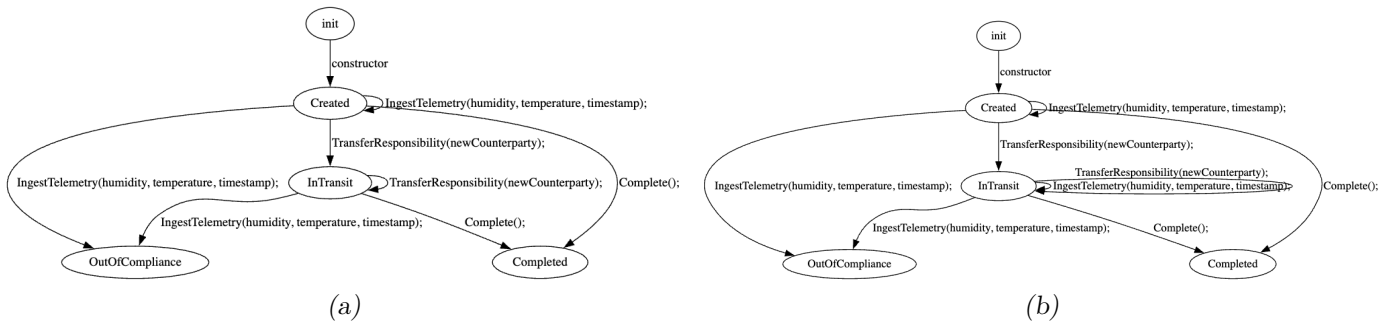 init
constructor
Created
IngestTelemetry(humidity, temperature, timestamp);
TransferResponsibility(newCounterparty);
IngestTelemetry(humidity, temperature, timestamp);
InTransit
TransferResponsibility(newCounterparty);
Complete();
IngestTelemetry(humidity, temperature, timestamp);
Complete();
OutOfCompliance
Completed
(a)
init
constructor
Created
IngestTelemetry(humidity, temperature, timestamp);
TransferResponsibility(newCounterparty);
IngestTelemetry(humidity, temperature, timestamp);
InTransit
TransferResponsibility(newCounterparty);
IngestTelemetry(humidity, temperature, timestamp);
Complete();
IngestTelemetry(humidity, temperature, timestamp);
Complete();
OutOfCompliance
Completed
(b)